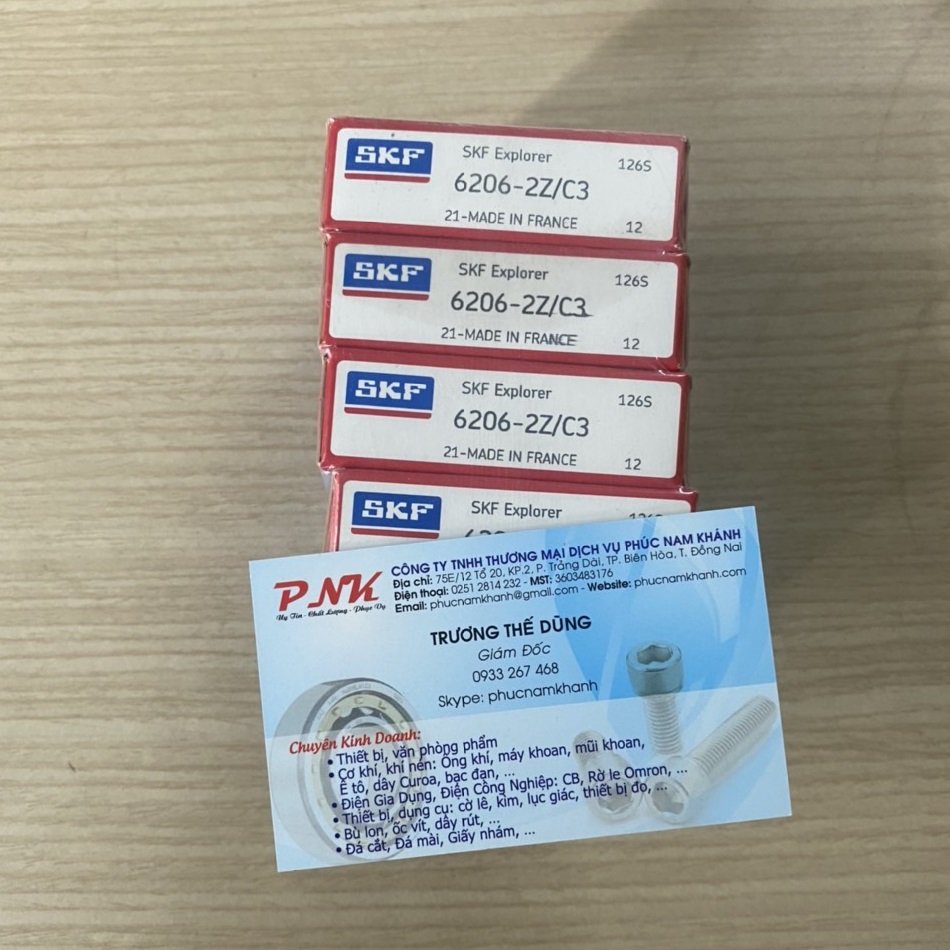 SKF
SKF Explorer
126S
6206-2Z/C3
21-MADE IN FRANCE
12
SKF
SKF Explorer
126S
6206-2Z/C3
21-MADE IN FRANCE
12
SKF
SKF Explorer
126S
6206-2Z/C3
21-MADE IN FRANCE
12
SKF
SKF Explorer
PNK
Uy Tín - Chất Lượng - Phục Vụ
CÔNG TY TNHH THƯƠNG MẠI DỊCH VỤ PHÚC NAM KHÁNH
Địa chỉ: 75E/12 Tổ 20, KP.2, P. Trảng Dài, TP. Biên Hòa, T. Đồng Nai
Điện thoại: 0251 2814 232 - MST: 3603483176
Email: phucnamkhanh@gmail.com - Website: phucnamkhanh.com
TRƯƠNG THẾ DŨNG
Giám Đốc
0933 267 468
Skype: phucnamkhanh
Chuyên Kinh Doanh:
• Thiết bị, văn phòng phẩm
• Cơ khí, khí nén: Ống khí, máy khoan, mũi khoan,
Ê tô, dây Curoa, bạc đạn, ...
• Điện Gia Dụng, Điện Công Nghiệp: CB, Rờ le Omron, ...
• Thiết bị, dụng cụ: cờ lê, kìm, lục giác, thiết bị đo, ...
• Bù lon, ốc vít, dây rút, ...
• Đá cắt, Đá mài, Giấy nhám, ...